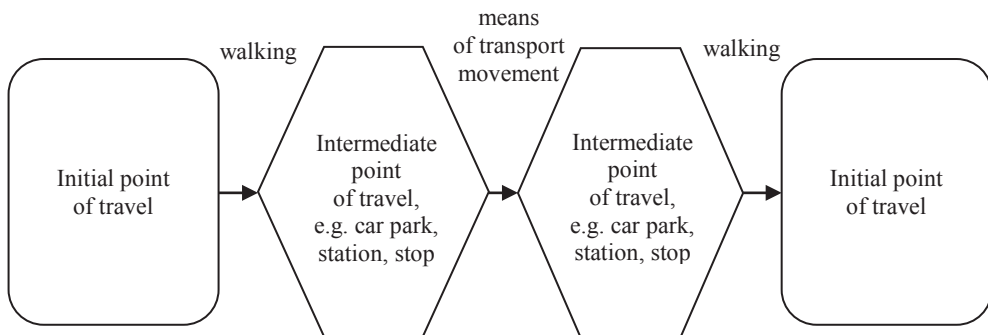 walking
means
of transport
movement
walking
Initial point
of travel
Intermediate
point
of travel,
e.g. car park,
station, stop
Intermediate
point
of travel,
e.g. car park,
station, stop
Initial point
of travel